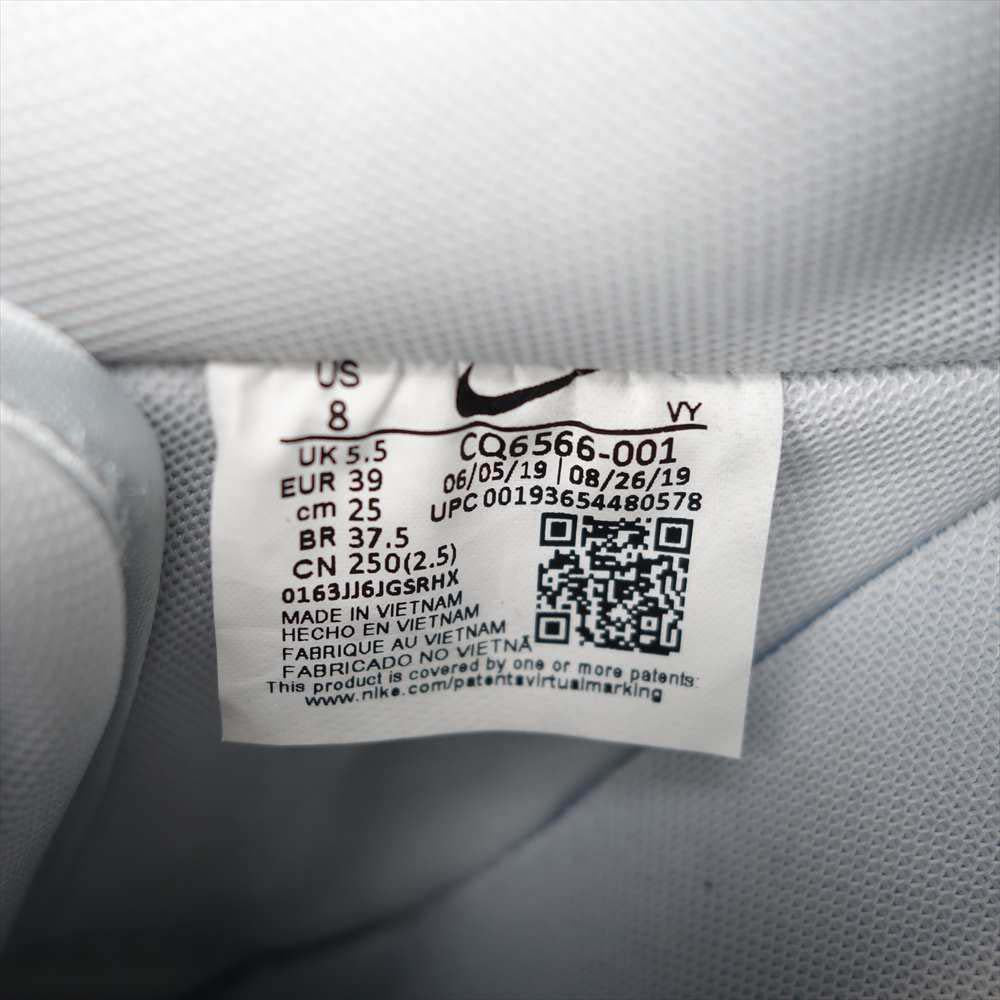 US
8
VY
UK 5.5
EUR 39
cm 25
BR 37.5
CN 250(2.5)
CQ6566-001
06/05/19 | 08/26/19
UPC 00193654480578
0163JJ6JGSRHX
MADE IN VIETNAM
HECHO EN VIETNAM
FABRIQUE AU VIETNAM
FABRICADO NO VIETNÃ
This product is covered by one or more patents:
www.nike.com/patentsvirtualmarking